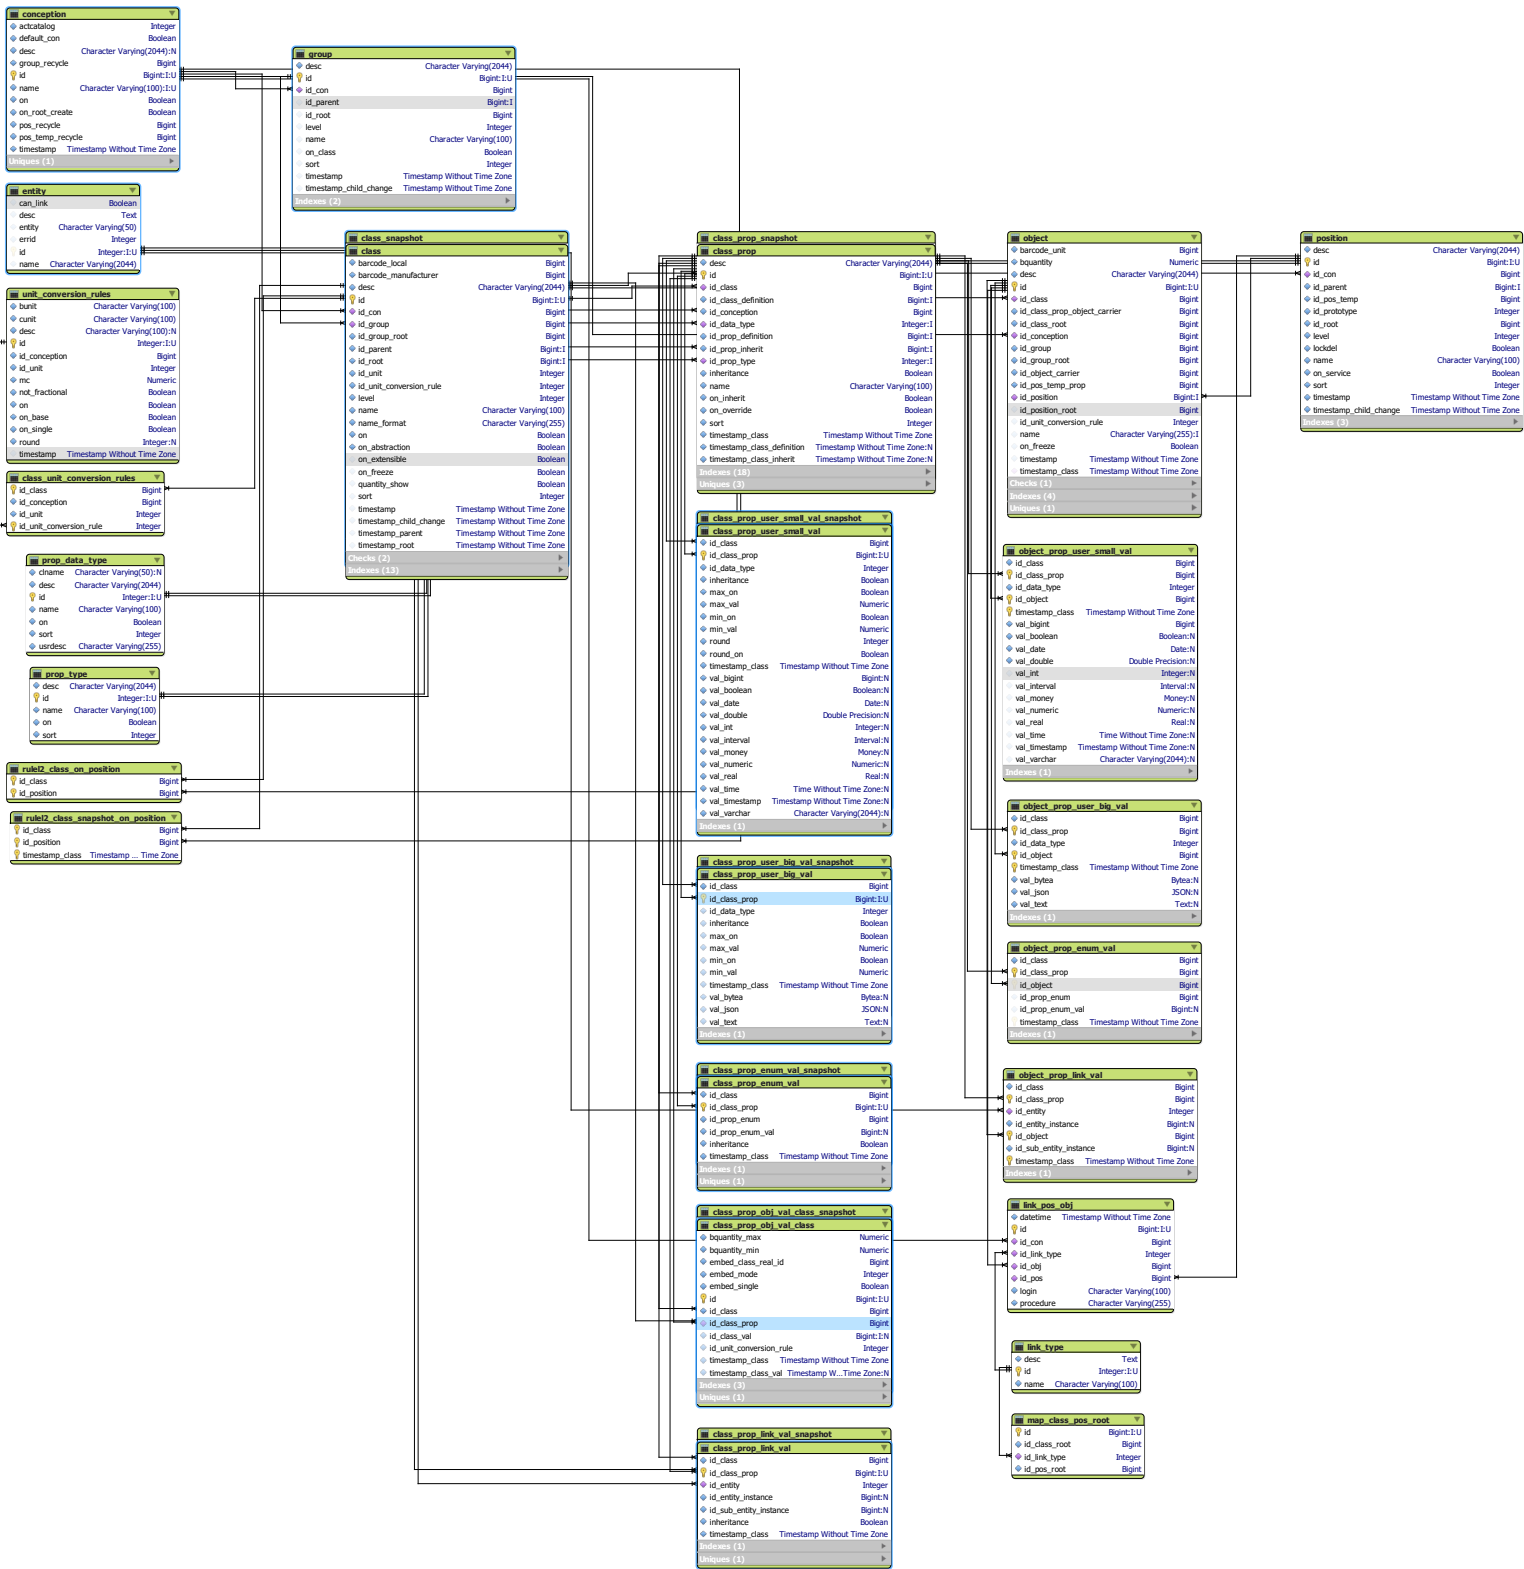 conception
actcatalog Integer
default_con Boolean
desc Character Varying(2044):N
group_recycle Bigint
id Bigint:I:U
name Character Varying(100):I:U
on Boolean
on_root_create Boolean
pos_recycle Bigint
pos_temp_recycle Bigint
timestamp Timestamp Without Time Zone
Uniques (1)
entity
can_link Boolean
desc Text
entity Character Varying(50)
errid Integer
id Integer:I:U
name Character Varying(2044)
unit_conversion_rules
bunit Character Varying(100)
cunit Character Varying(100)
desc Character Varying(100):N
id Integer:I:U
id_conception Bigint
id_unit Integer
mc Numeric
not_fractional Boolean
on Boolean
on_base Boolean
on_single Boolean
round Integer:N
timestamp Timestamp Without Time Zone
class_unit_conversion_rules
id_class Bigint
id_conception Bigint
id_unit Integer
id_unit_conversion_rule Integer
prop_data_type
clname Character Varying(50):N
desc Character Varying(2044)
id Integer:I:U
name Character Varying(100)
on Boolean
sort Integer
usrdesc Character Varying(255)
prop_type
desc Character Varying(2044)
id Integer:I:U
name Character Varying(100)
on Boolean
sort Integer
rulel2_class_on_position
id_class Bigint
id_position Bigint
rulel2_class_snapshot_on_position
id_class Bigint
id_position Bigint
timestamp_class Timestamp ... Time Zone
group
desc Character Varying(2044)
id Bigint:I:U
id_con Bigint
id_parent Bigint:I
id_root Bigint
level Integer
name Character Varying(100)
on_class Boolean
sort Integer
timestamp Timestamp Without Time Zone
timestamp_child_change Timestamp Without Time Zone
Indexes (2)
class_snapshot
class
barcode_local Bigint
barcode_manufacturer Bigint
desc Character Varying(2044)
id Bigint:I:U
id_con Bigint
id_group Bigint
id_group_root Bigint
id_parent Bigint:I
id_root Bigint:I
id_unit Integer
id_unit_conversion_rule Integer
level Integer
name Character Varying(100)
name_format Character Varying(255)
on Boolean
on_abstraction Boolean
on_extensible Boolean
on_freeze Boolean
quantity_show Boolean
sort Integer
timestamp Timestamp Without Time Zone
timestamp_child_change Timestamp Without Time Zone
timestamp_parent Timestamp Without Time Zone
timestamp_root Timestamp Without Time Zone
Checks (2)
Indexes (13)
class_prop_snapshot
class_prop
desc Character Varying(2044)
id Bigint:I:U
id_class Bigint
id_class_definition Bigint:I
id_conception Bigint
id_data_type Integer:I
id_prop_definition Bigint:I
id_prop_inherit Bigint:I
id_prop_type Integer:I
inheritance Boolean
name Character Varying(100)
on_inherit Boolean
on_override Boolean
sort Integer
timestamp_class Timestamp Without Time Zone
timestamp_class_definition Timestamp Without Time Zone:N
timestamp_class_inherit Timestamp Without Time Zone:N
Indexes (18)
Uniques (3)
class_prop_user_small_val_snapshot
class_prop_user_small_val
id_class Bigint
id_class_prop Bigint:I:U
id_data_type Integer
inheritance Boolean
max_on Boolean
max_val Numeric
min_on Boolean
min_val Numeric
round Integer
round_on Boolean
timestamp_class Timestamp Without Time Zone
val_bigint Bigint:N
val_boolean Boolean:N
val_date Date:N
val_double Double Precision:N
val_int Integer:N
val_interval Interval:N
val_money Money:N
val_numeric Numeric:N
val_real Real:N
val_time Time Without Time Zone:N
val_timestamp Timestamp Without Time Zone:N
val_varchar Character Varying(2044):N
Indexes (1)
class_prop_user_big_val_snapshot
class_prop_user_big_val
id_class Bigint
id_class_prop Bigint:I:U
id_data_type Integer
inheritance Boolean
max_on Boolean
max_val Numeric
min_on Boolean
min_val Numeric
timestamp_class Timestamp Without Time Zone
val_bytea Bytea:N
val_json JSON:N
val_text Text:N
Indexes (1)
class_prop_enum_val_snapshot
class_prop_enum_val
id_class Bigint
id_class_prop Bigint:I:U
id_prop_enum Bigint
id_prop_enum_val Bigint:N
inheritance Boolean
timestamp_class Timestamp Without Time Zone
Indexes (1)
Uniques (1)
class_prop_obj_val_class_snapshot
class_prop_obj_val_class
bquantity_max Numeric
bquantity_min Numeric
embed_class_real_id Bigint
embed_mode Integer
embed_single Boolean
id Bigint:I:U
id_class Bigint
id_class_prop Bigint
id_class_val Bigint:I:N
id_unit_conversion_rule Integer
timestamp_class Timestamp Without Time Zone
timestamp_class_val Timestamp W...Time Zone:N
Indexes (3)
Uniques (1)
class_prop_link_val_snapshot
class_prop_link_val
id_class Bigint
id_class_prop Bigint:I:U
id_entity Integer
id_entity_instance Bigint:N
id_sub_entity_instance Bigint:N
inheritance Boolean
timestamp_class Timestamp Without Time Zone
Indexes (1)
Uniques (1)
object
barcode_unit Bigint
bquantity Numeric
desc Character Varying(2044)
id Bigint:I:U
id_class Bigint:I
id_class_prop_object_carrier Bigint
id_class_root Bigint
id_conception Bigint
id_group Bigint
id_group_root Bigint
id_object_carrier Bigint
id_pos_temp_prop Bigint
id_position Bigint:I
id_position_root Bigint
id_unit_conversion_rule Integer
name Character Varying(255):I
on_freeze Boolean
timestamp Timestamp Without Time Zone
timestamp_class Timestamp Without Time Zone
Checks (1)
Indexes (4)
Uniques (1)
object_prop_user_small_val
id_class Bigint
id_class_prop Bigint
id_data_type Integer
id_object Bigint
timestamp_class Timestamp Without Time Zone
val_bigint Bigint
val_boolean Boolean:N
val_date Date:N
val_double Double Precision:N
val_int Integer:N
val_interval Interval:N
val_money Money:N
val_numeric Numeric:N
val_real Real:N
val_time Time Without Time Zone:N
val_timestamp Timestamp Without Time Zone:N
val_varchar Character Varying(2044):N
Indexes (1)
object_prop_user_big_val
id_class Bigint
id_class_prop Bigint
id_data_type Integer
id_object Bigint
timestamp_class Timestamp Without Time Zone
val_bytea Bytea:N
val_json JSON:N
val_text Text:N
Indexes (1)
object_prop_enum_val
id_class Bigint
id_class_prop Bigint
id_object Bigint
id_prop_enum Bigint
id_prop_enum_val Bigint:N
timestamp_class Timestamp Without Time Zone
Indexes (1)
object_prop_link_val
id_class Bigint
id_class_prop Bigint
id_entity Integer
id_entity_instance Bigint:N
id_object Bigint
id_sub_entity_instance Bigint:N
timestamp_class Timestamp Without Time Zone
Indexes (1)
link_pos_obj
datetime Timestamp Without Time Zone
id Bigint:I:U
id_con Bigint
id_link_type Integer
id_obj Bigint
id_pos Bigint
login Character Varying(100)
procedure Character Varying(255)
link_type
desc Text
id Integer:I:U
name Character Varying(100)
map_class_pos_root
id Bigint:I:U
id_class_root Bigint
id_link_type Integer
id_pos_root Bigint
position
desc Character Varying(2044)
id Bigint:I:U
id_con Bigint
id_parent Bigint:I
id_pos_temp Bigint:I
id_prototype Integer
id_root Bigint
level Integer
lockdel Boolean
name Character Varying(100)
on_service Boolean
sort Integer
timestamp Timestamp Without Time Zone
timestamp_child_change Timestamp Without Time Zone
Indexes (3)